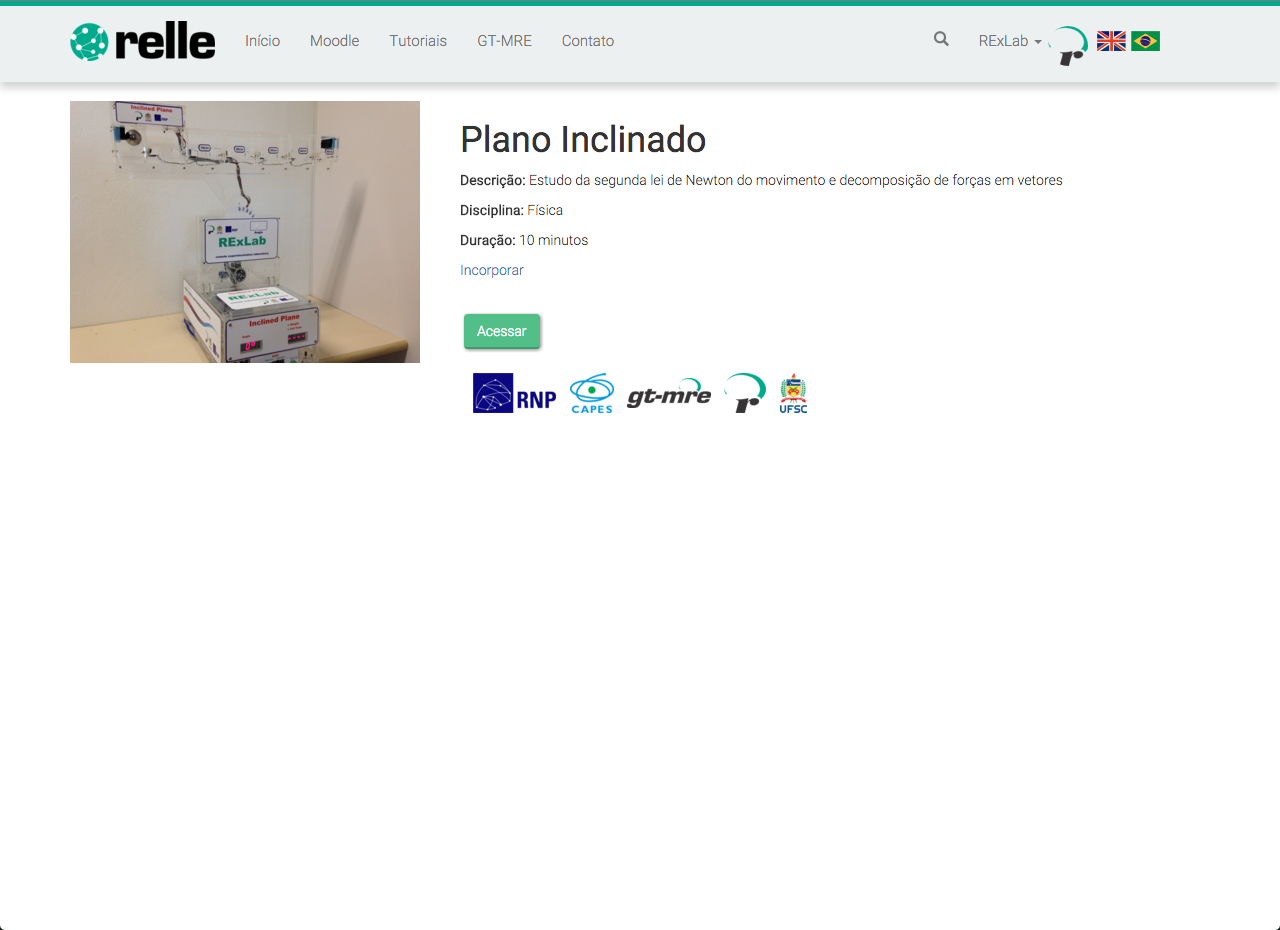 relle Início Moodle Tutoriais GT-MRE Contato RExLab
Inclined Plane
RExLab
RExLab
Inclined Plane
Plano Inclinado
Descrição: Estudo da segunda lei de Newton do movimento e decomposição de forças em vetores
Disciplina: Física
Duração: 10 minutos
Incorporar
Acessar
RNP CAPES gt-mre r UFSC